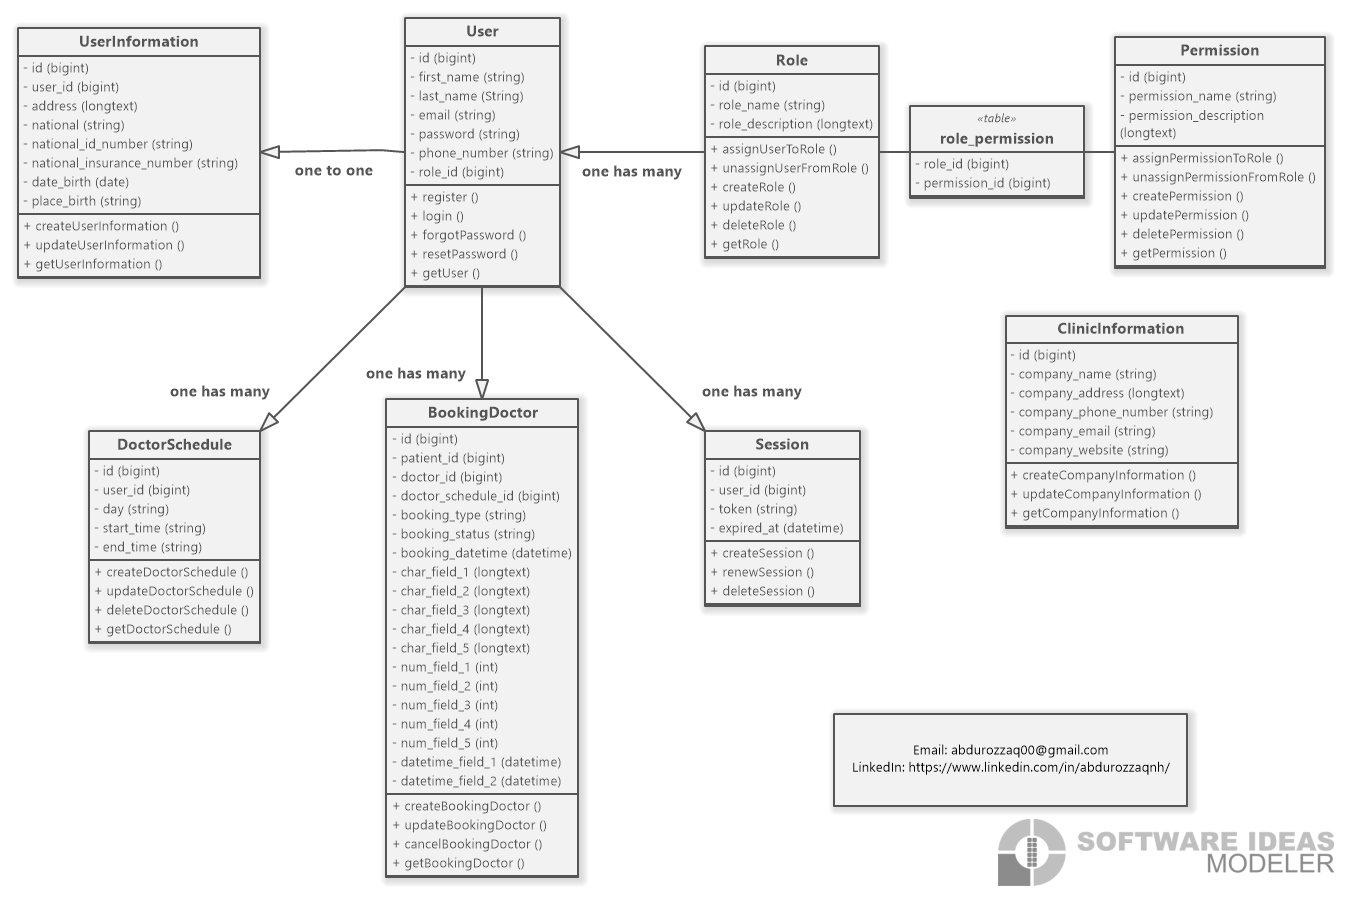 UserInformation
- id (bigint)
- user_id (bigint)
- address (longtext)
- national (string)
- national_id_number (string)
- national_insurance_number (string)
- date_birth (date)
- place_birth (string)
+ createUserInformation ()
+ updateUserInformation ()
+ getUserInformation ()
one to one
User
- id (bigint)
- first_name (string)
- last_name (String)
- email (string)
- password (string)
- phone_number (string)
- role_id (bigint)
+ register ()
+ login ()
+ forgotPassword ()
+ resetPassword ()
+ getUser ()
one has many
Role
- id (bigint)
- role_name (string)
- role_description (longtext)
+ assignUserToRole ()
+ unassignUserFromRole ()
+ createRole ()
+ updateRole ()
+ deleteRole ()
+ getRole ()
«table»
role_permission
- role_id (bigint)
- permission_id (bigint)
Permission
- id (bigint)
- permission_name (string)
- permission_description
(longtext)
+ assignPermissionToRole ()
+ unassignPermissionFromRole ()
+ createPermission ()
+ updatePermission ()
+ deletePermission ()
+ getPermission ()
one has many
one has many
one has many
DoctorSchedule
- id (bigint)
- user_id (bigint)
- day (string)
- start_time (string)
- end_time (string)
+ createDoctorSchedule ()
+ updateDoctorSchedule ()
+ deleteDoctorSchedule ()
+ getDoctorSchedule ()
BookingDoctor
- id (bigint)
- patient_id (bigint)
- doctor_id (bigint)
- doctor_schedule_id (bigint)
- booking_type (string)
- booking_status (string)
- booking_datetime (datetime)
- char_field_1 (longtext)
- char_field_2 (longtext)
- char_field_3 (longtext)
- char_field_4 (longtext)
- char_field_5 (longtext)
- num_field_1 (int)
- num_field_2 (int)
- num_field_3 (int)
- num_field_4 (int)
- num_field_5 (int)
- datetime_field_1 (datetime)
- datetime_field_2 (datetime)
+ createBookingDoctor ()
+ updateBookingDoctor ()
+ cancelBookingDoctor ()
+ getBookingDoctor ()
Session
- id (bigint)
- user_id (bigint)
- token (string)
- expired_at (datetime)
+ createSession ()
+ renewSession ()
+ deleteSession ()
ClinicInformation
- id (bigint)
- company_name (string)
- company_address (longtext)
- company_phone_number (string)
- company_email (string)
- company_website (string)
+ createCompanyInformation ()
+ updateCompanyInformation ()
+ getCompanyInformation ()
Email: abdurozzaq00@gmail.com
LinkedIn: https://www.linkedin.com/in/abdurozzaqnh/
SOFTWARE IDEAS
MODELER